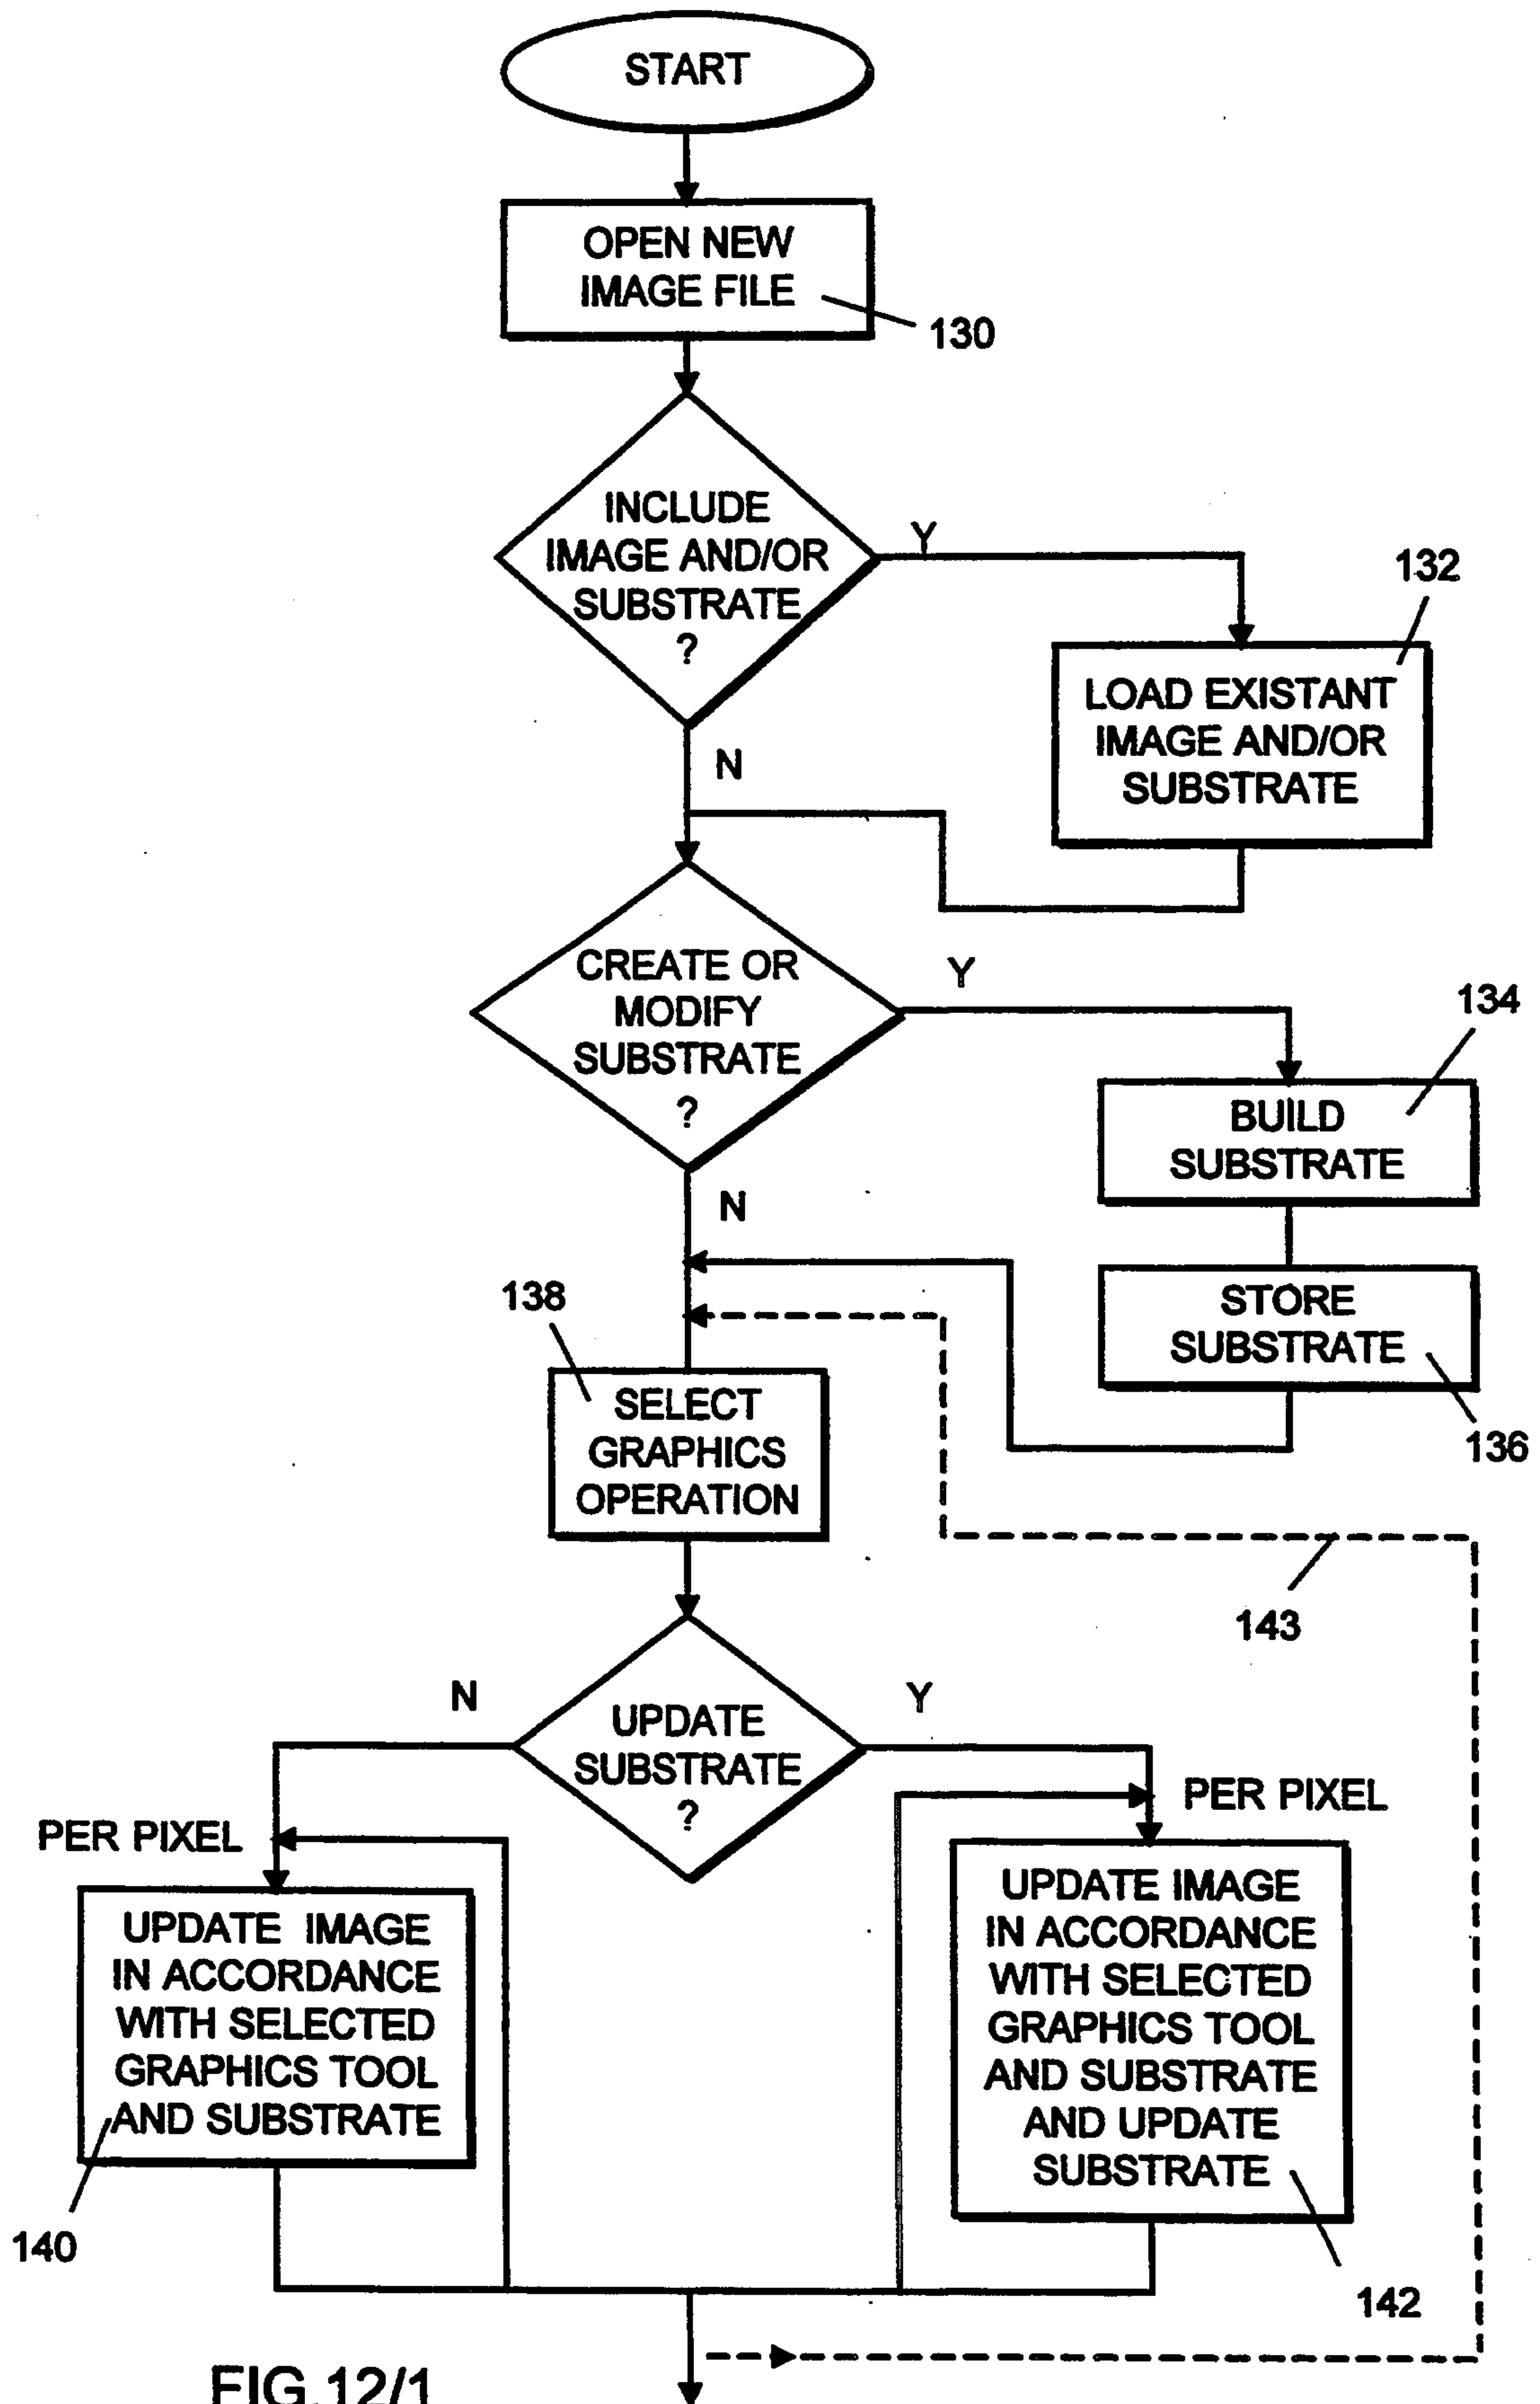 START
OPEN NEW
IMAGE FILE
130
INCLUDE
IMAGE AND/OR
SUBSTRATE
?
Y
132
LOAD EXISTANT
IMAGE AND/OR
SUBSTRATE
N
CREATE OR
MODIFY
SUBSTRATE
?
Y
134
BUILD
SUBSTRATE
N
STORE
SUBSTRATE
136
138
SELECT
GRAPHICS
OPERATION
143
N
Y
UPDATE
SUBSTRATE
?
PER PIXEL
PER PIXEL
UPDATE IMAGE
IN ACCORDANCE
WITH SELECTED
GRAPHICS TOOL
AND SUBSTRATE
140
UPDATE IMAGE
IN ACCORDANCE
WITH SELECTED
GRAPHICS TOOL
AND SUBSTRATE
AND UPDATE
SUBSTRATE
142
FIG.12/1